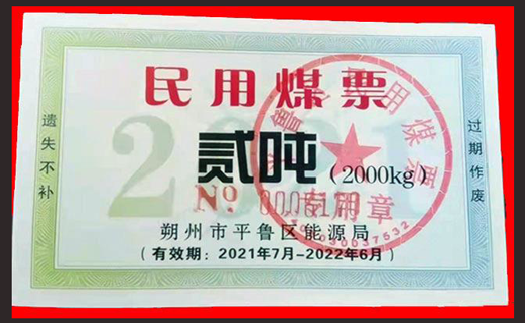 民用煤票
2021
贰吨（2000kg）
遗失不补
过期作废
No
专用章
朔州市平鲁区能源局
（有效期：2021年7月-2022年6月）